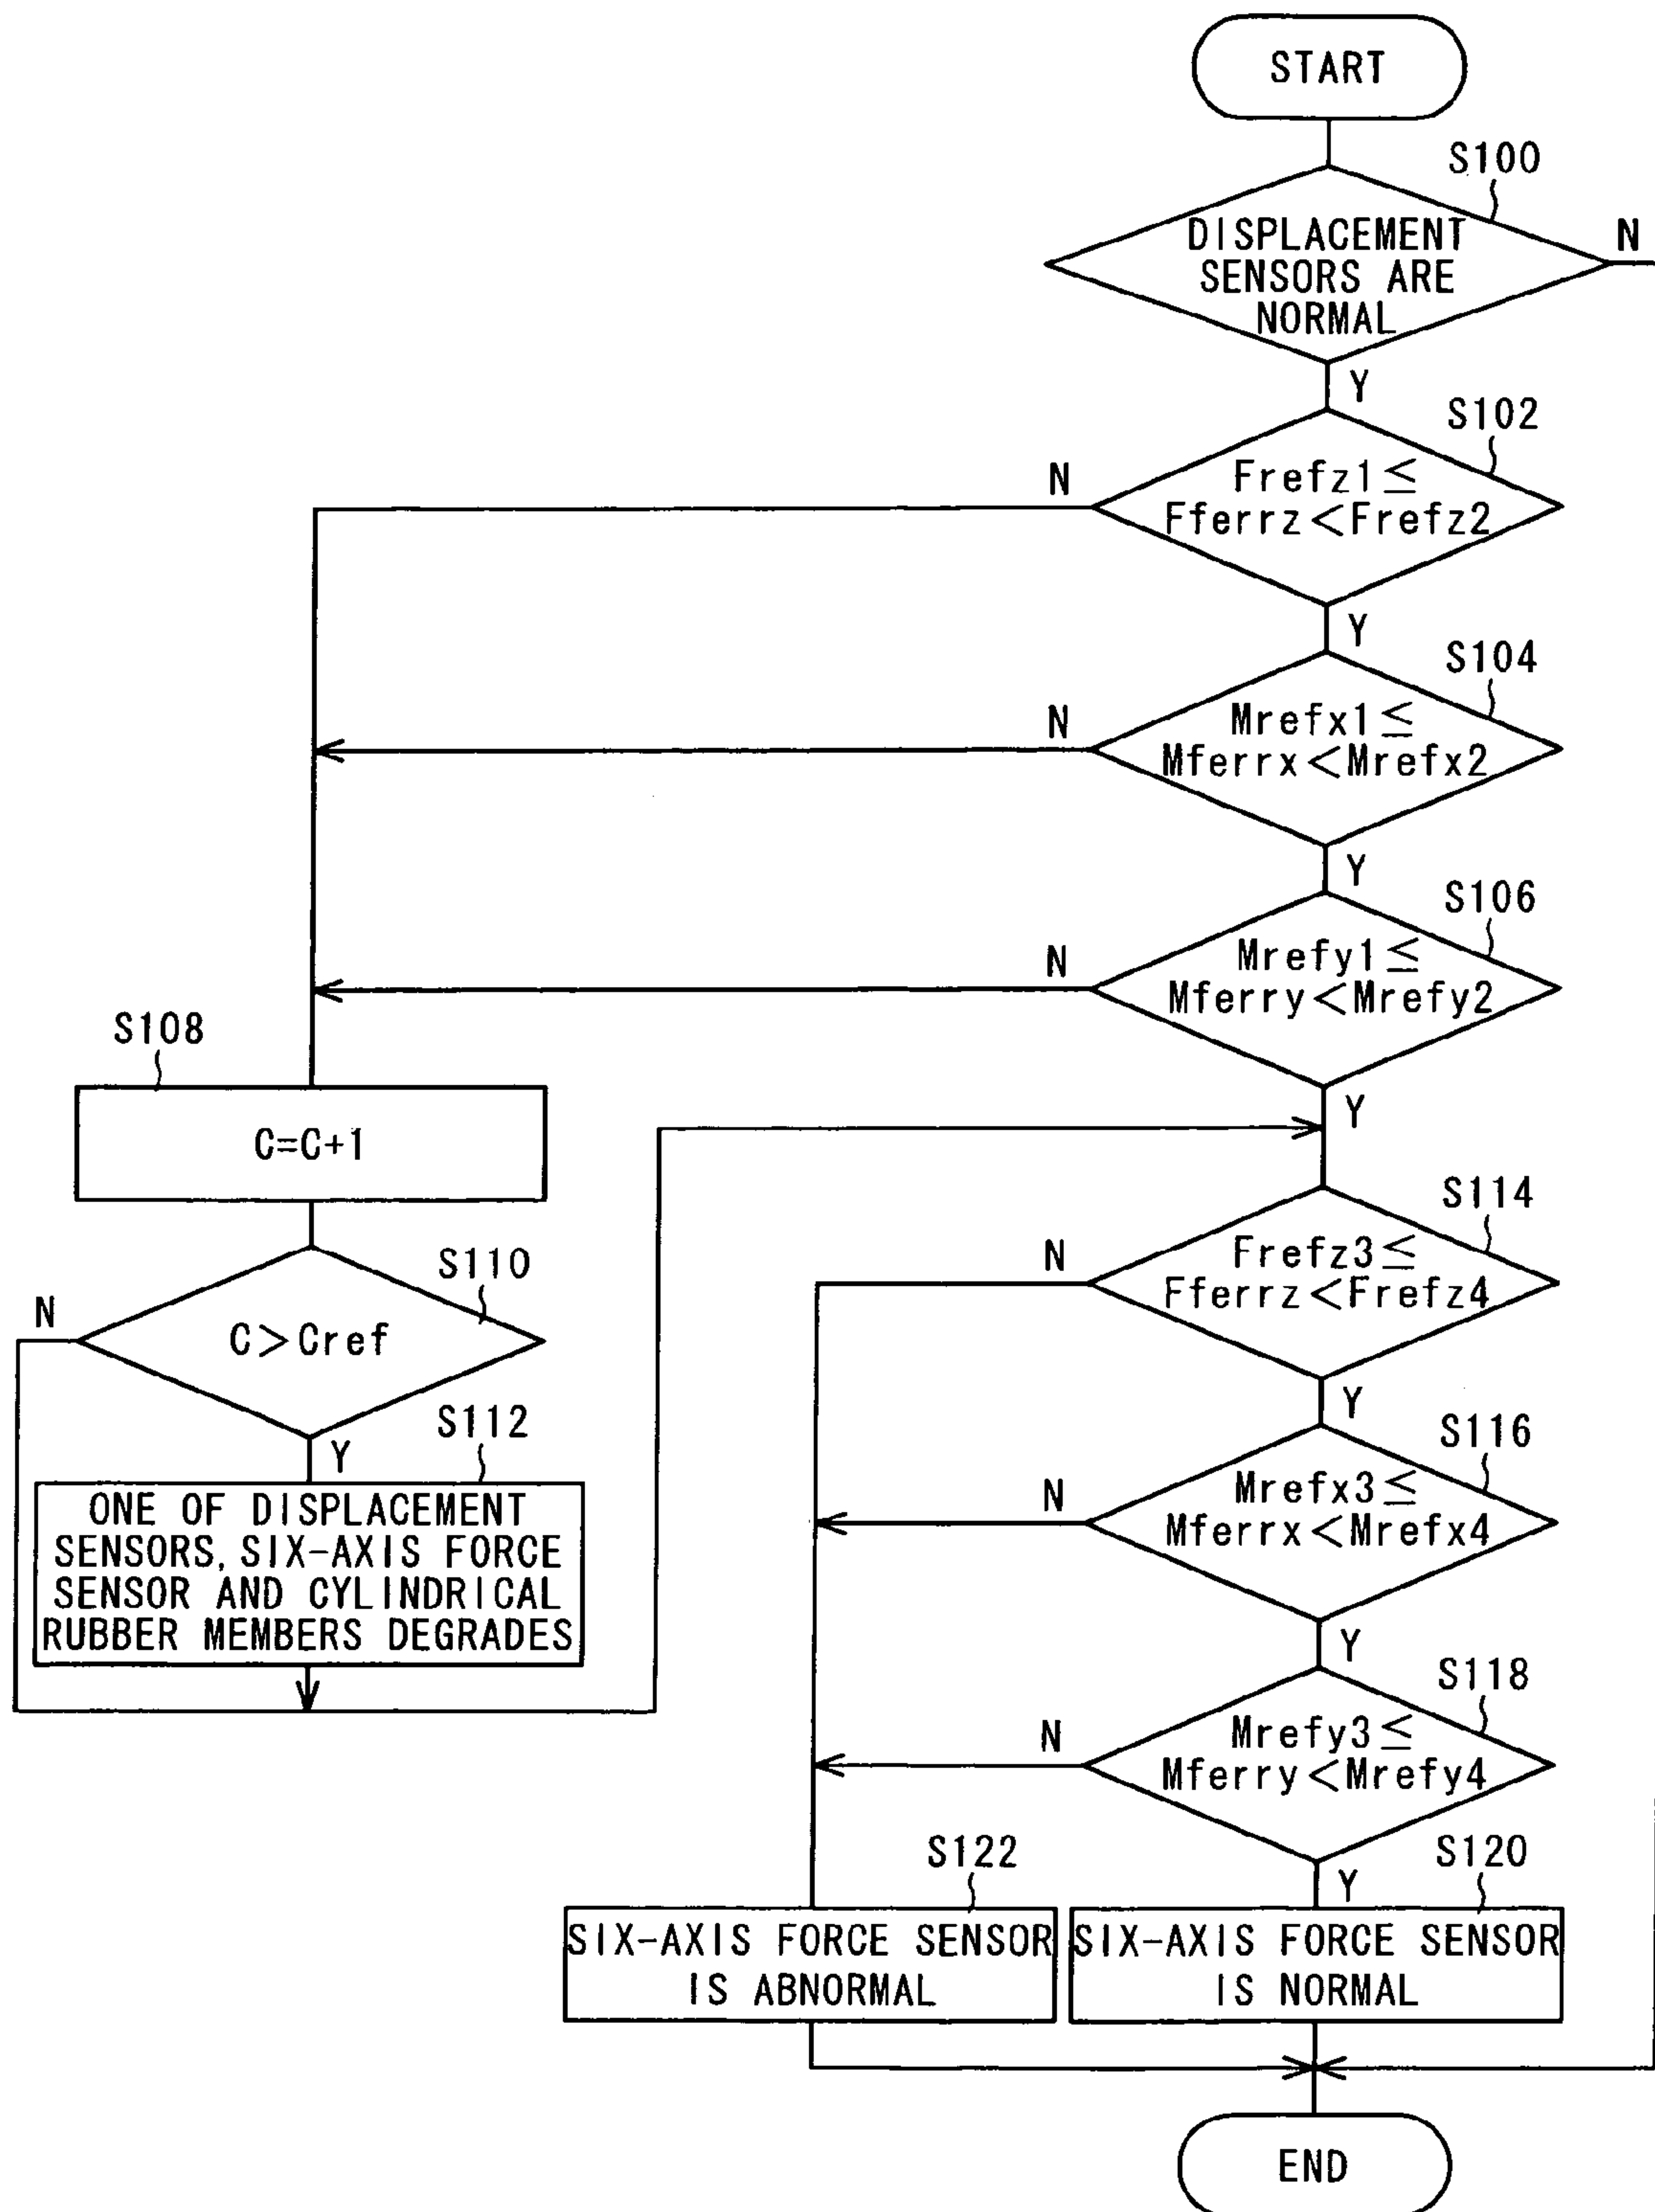 START
S100
DISPLACEMENT
SENSORS ARE
NORMAL
N
Y
S102
Frefz1≤
Fferrz<Frefz2
N
Y
S104
Mrefx1≤
Mferrx<Mrefx2
N
Y
S106
Mrefy1≤
Mferry<Mrefy2
N
Y
S108
C=C+1
S110
C>Cref
N
Y
S112
ONE OF DISPLACEMENT
SENSORS, SIX-AXIS FORCE
SENSOR AND CYLINDRICAL
RUBBER MEMBERS DEGRADES
S114
Frefz3≤
Fferrz<Frefz4
N
Y
S116
Mrefx3≤
Mferrx<Mrefx4
N
Y
S118
Mrefy3≤
Mferry<Mrefy4
N
Y
S122
SIX-AXIS FORCE SENSOR
IS ABNORMAL
S120
SIX-AXIS FORCE SENSOR
IS NORMAL
END